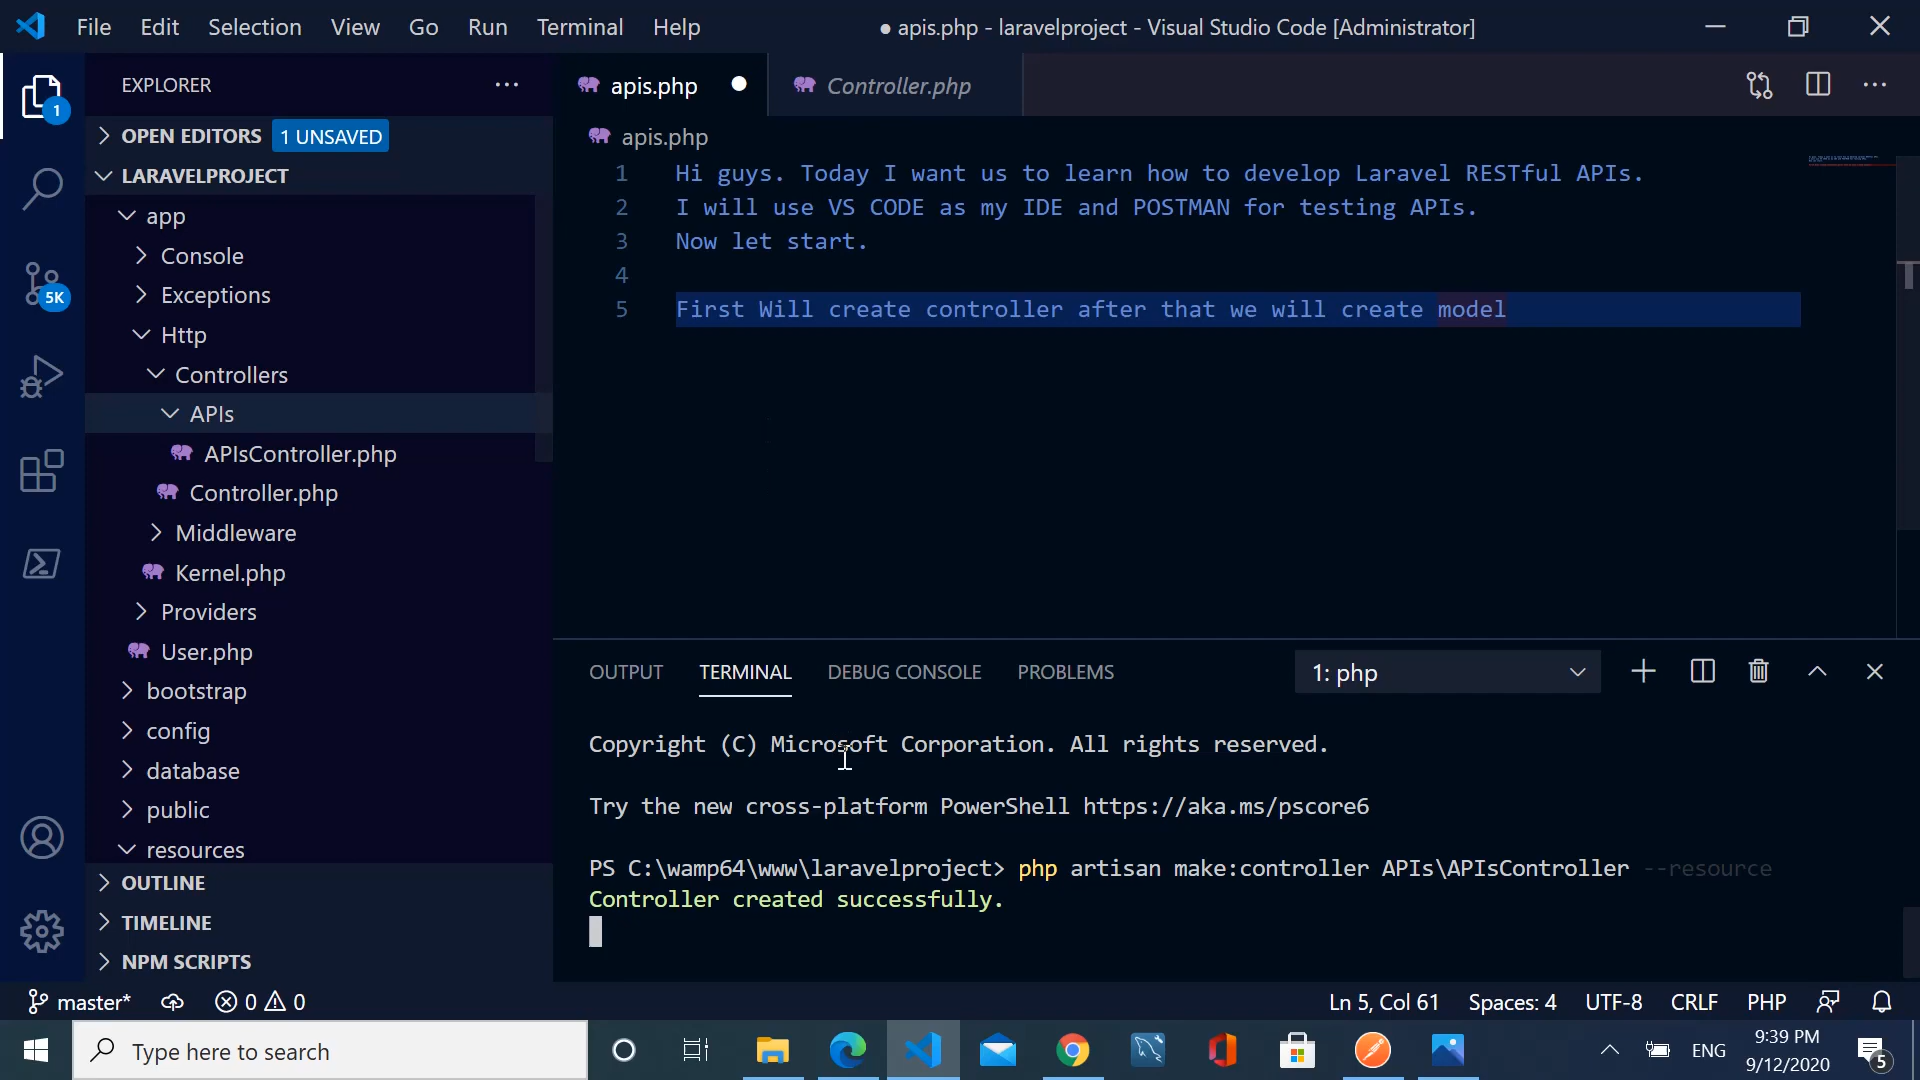 File Edit Selection View Go Run Terminal Help
● apis.php - laravelproject - Visual Studio Code [Administrator]
EXPLORER
OPEN EDITORS 1 UNSAVED
LARAVELPROJECT
app
Console
Exceptions
Http
Controllers
APIs
APIsController.php
Controller.php
Middleware
Kernel.php
Providers
User.php
bootstrap
config
database
public
resources
OUTLINE
TIMELINE
NPM SCRIPTS
1
5K
apis.php
Controller.php
apis.php
1 Hi guys. Today I want us to learn how to develop Laravel RESTful APIs.
2 I will use VS CODE as my IDE and POSTMAN for testing APIs.
3 Now let start.
4
5 First Will create controller after that we will create model
OUTPUT TERMINAL DEBUG CONSOLE PROBLEMS
1: php
Copyright (C) Microsoft Corporation. All rights reserved.
Try the new cross-platform PowerShell https://aka.ms/pscore6
PS C:\wamp64\www\laravelproject> php artisan make:controller APIs\APIsController --resource
Controller created successfully.
master* 0 0
Ln 5, Col 61 Spaces: 4 UTF-8 CRLF PHP
Type here to search
ENG
9:39 PM
9/12/2020
5